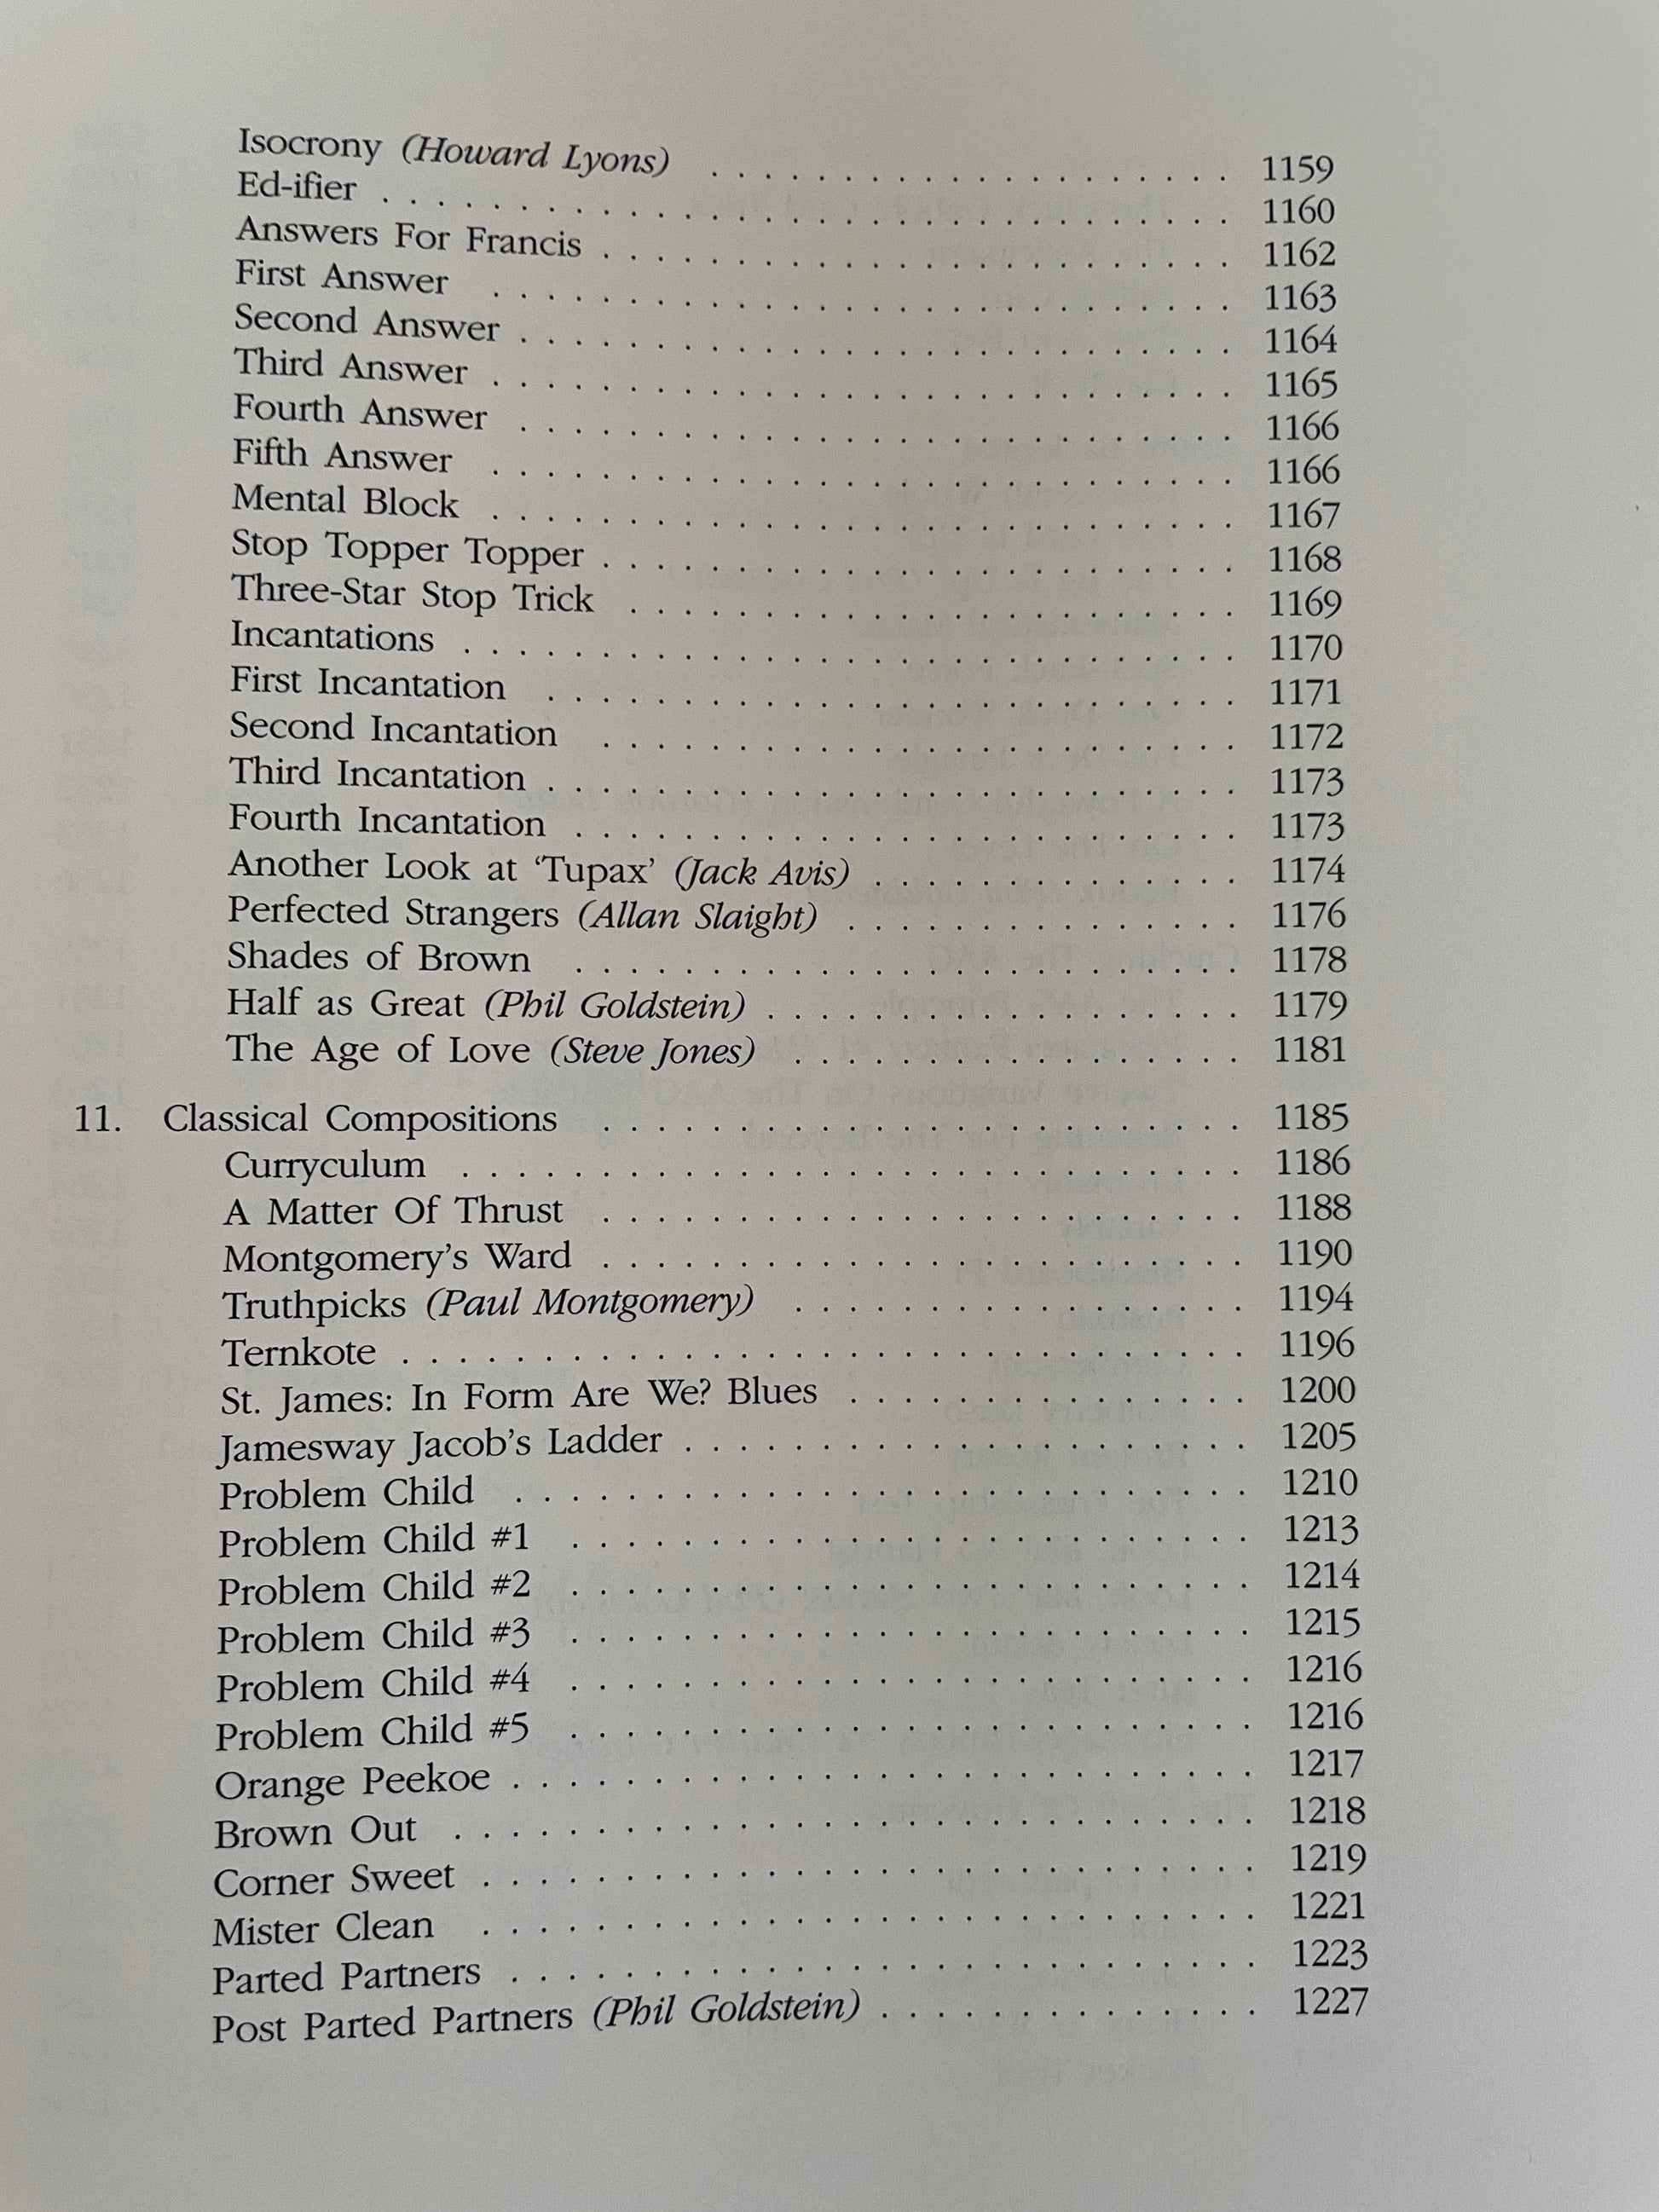 Isocrony (Howard Lyons) . . . . . . . . . . . . . . . . . . . . 1159
Ed-ifier . . . . . . . . . . . . . . . . . . . . . . . . . . . . . . . . 1160
Answers For Francis . . . . . . . . . . . . . . . . . . . . . . . . 1162
First Answer . . . . . . . . . . . . . . . . . . . . . . . . . . . . 1163
Second Answer . . . . . . . . . . . . . . . . . . . . . . . . . . . 1164
Third Answer . . . . . . . . . . . . . . . . . . . . . . . . . . . . 1165
Fourth Answer . . . . . . . . . . . . . . . . . . . . . . . . . . . 1166
Fifth Answer . . . . . . . . . . . . . . . . . . . . . . . . . . . . 1166
Mental Block . . . . . . . . . . . . . . . . . . . . . . . . . . . . 1167
Stop Topper Topper . . . . . . . . . . . . . . . . . . . . . . . . 1168
Three-Star Stop Trick . . . . . . . . . . . . . . . . . . . . . . . 1169
Incantations . . . . . . . . . . . . . . . . . . . . . . . . . . . . . 1170
First Incantation . . . . . . . . . . . . . . . . . . . . . . . . . . 1171
Second Incantation . . . . . . . . . . . . . . . . . . . . . . . . 1172
Third Incantation . . . . . . . . . . . . . . . . . . . . . . . . . . 1173
Fourth Incantation . . . . . . . . . . . . . . . . . . . . . . . . . 1173
Another Look at ‘Tupax’ (Jack Avis) . . . . . . . . . . . . . . 1174
Perfected Strangers (Allan Slaight) . . . . . . . . . . . . . . . 1176
Shades of Brown . . . . . . . . . . . . . . . . . . . . . . . . . 1178
Half as Great (Phil Goldstein) . . . . . . . . . . . . . . . . . . 1179
The Age of Love (Steve Jones) . . . . . . . . . . . . . . . . . 1181
11. Classical Compositions . . . . . . . . . . . . . . . . . . . . . . . . 1185
Curryculum . . . . . . . . . . . . . . . . . . . . . . . . . . . . . 1186
A Matter Of Thrust . . . . . . . . . . . . . . . . . . . . . . . . 1188
Montgomery’s Ward . . . . . . . . . . . . . . . . . . . . . . . . 1190
Truthpicks (Paul Montgomery) . . . . . . . . . . . . . . . . . 1194
Ternkote . . . . . . . . . . . . . . . . . . . . . . . . . . . . . . . 1196
St. James: In Form Are We? Blues . . . . . . . . . . . . . . . 1200
Jamesway Jacob’s Ladder . . . . . . . . . . . . . . . . . . . . . 1205
Problem Child . . . . . . . . . . . . . . . . . . . . . . . . . . . 1210
Problem Child #1 . . . . . . . . . . . . . . . . . . . . . . . . . 1213
Problem Child #2 . . . . . . . . . . . . . . . . . . . . . . . . . 1214
Problem Child #3 . . . . . . . . . . . . . . . . . . . . . . . . . 1215
Problem Child #4 . . . . . . . . . . . . . . . . . . . . . . . . . 1216
Problem Child #5 . . . . . . . . . . . . . . . . . . . . . . . . . 1216
Orange Peekoe . . . . . . . . . . . . . . . . . . . . . . . . . . . 1217
Brown Out . . . . . . . . . . . . . . . . . . . . . . . . . . . . . 1218
Corner Sweet . . . . . . . . . . . . . . . . . . . . . . . . . . . . 1219
Mister Clean . . . . . . . . . . . . . . . . . . . . . . . . . . . . 1221
Parted Partners . . . . . . . . . . . . . . . . . . . . . . . . . . . 1223
Post Parted Partners (Phil Goldstein) . . . . . . . . . . . . . . 1227